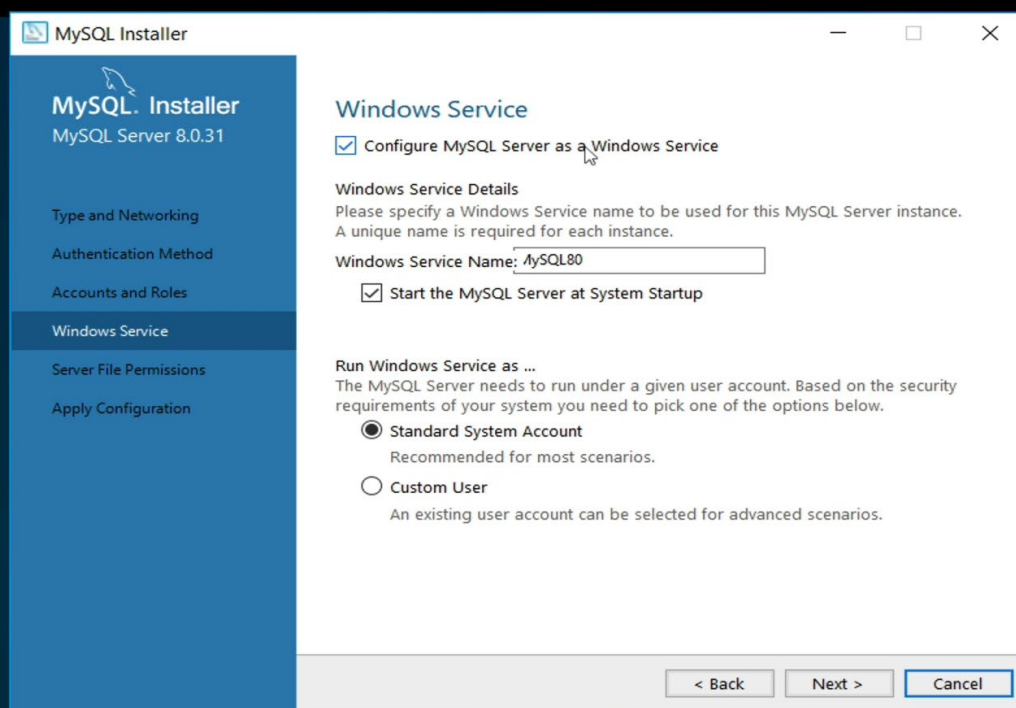 MySQL Installer
MySQL. Installer
MySQL Server 8.0.31
Type and Networking
Authentication Method
Accounts and Roles
Windows Service
Server File Permissions
Apply Configuration
Windows Service
Configure MySQL Server as a Windows Service
Windows Service Details
Please specify a Windows Service name to be used for this MySQL Server instance.
A unique name is required for each instance.
Windows Service Name: MySQL80
Start the MySQL Server at System Startup
Run Windows Service as ...
The MySQL Server needs to run under a given user account. Based on the security
requirements of your system you need to pick one of the options below.
Standard System Account
Recommended for most scenarios.
Custom User
An existing user account can be selected for advanced scenarios.
< Back
Next >
Cancel